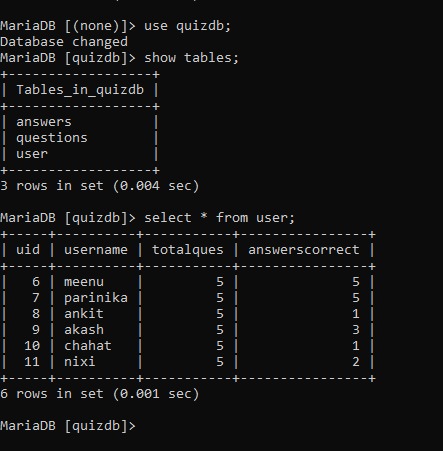 MariaDB [(none)]> use quizdb;
Database changed
MariaDB [quizdb]> show tables;
+------------------+
| Tables_in_quizdb |
+------------------+
| answers          |
| questions        |
| user             |
+------------------+
3 rows in set (0.004 sec)

MariaDB [quizdb]> select * from user;
+-----+----------+-----------+----------------+
| uid | username | totalques | answerscorrect |
+-----+----------+-----------+----------------+
|   6 | meenu    |         5 |              5 |
|   7 | parinika |         5 |              5 |
|   8 | ankit    |         5 |              1 |
|   9 | akash    |         5 |              3 |
|  10 | chahat   |         5 |              1 |
|  11 | nixi     |         5 |              2 |
+-----+----------+-----------+----------------+
6 rows in set (0.001 sec)

MariaDB [quizdb]>